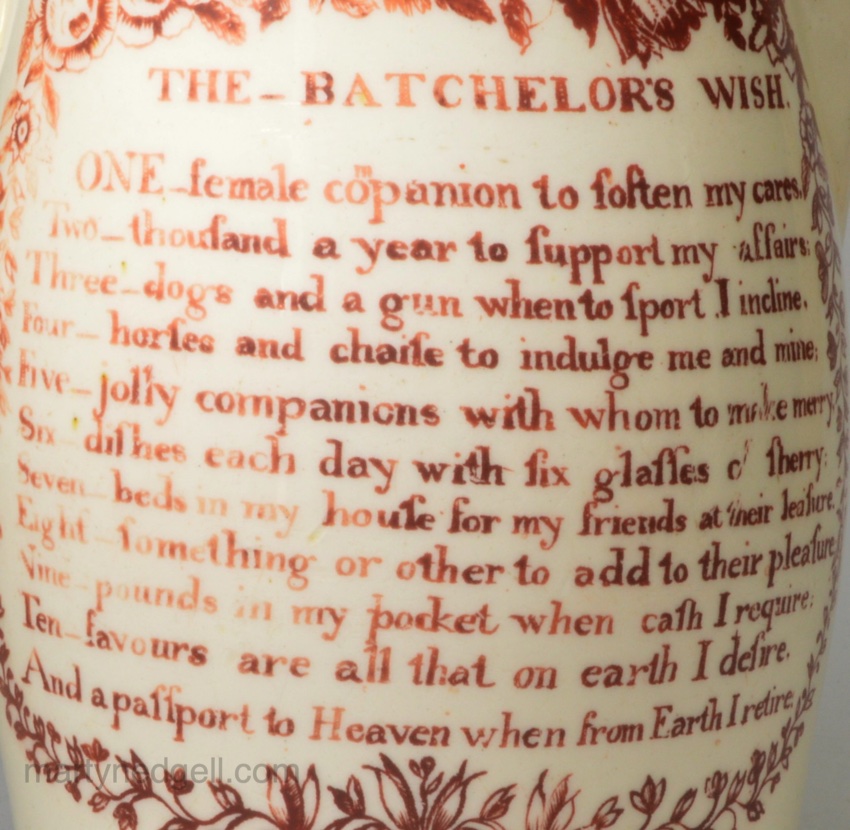 THE - BATCHELOR'S WISH.
ONE - female coᵐpanion to ſoften my cares,
Two - thouſand a year to ſupport my affairs;
Three - dogs and a gun when to ſport I incline,
Four - horſes and chaiſe to indulge me and mine;
Five - jolly companions with whom to make merry,
Six - diſhes each day with ſix glaſſes o' ſherry;
Seven - beds in my houſe for my friends at their leaſure,
Eight - ſomething or other to add to their pleaſure
Nine - pounds in my pocket when caſh I require;
Ten - favours are all that on earth I deſire,
And a paſſport to Heaven when from Earth I retire,
martynedgell.com